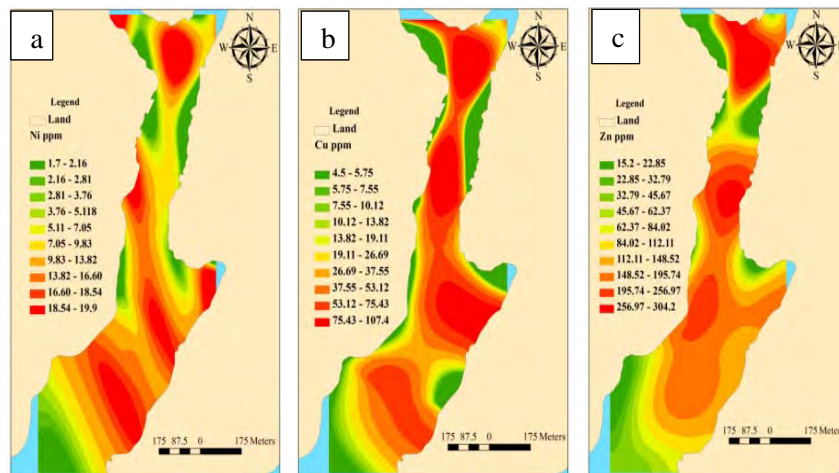 a
N
W E
S
Legend
Land
Ni ppm
1.7 - 2.16
2.16 - 2.81
2.81 - 3.76
3.76 - 5.118
5.11 - 7.05
7.05 - 9.83
9.83 - 13.82
13.82 - 16.60
16.60 - 18.54
18.54 - 19.9
175 87.5 0 175 Meters
b
N
W E
S
Legend
Land
Cu ppm
4.5 - 5.75
5.75 - 7.55
7.55 - 10.12
10.12 - 13.82
13.82 - 19.11
19.11 - 26.69
26.69 - 37.55
37.55 - 53.12
53.12 - 75.43
75.43 - 107.4
175 87.5 0 175 Meters
c
N
W E
S
Legend
Land
Zn ppm
15.2 - 22.85
22.85 - 32.79
32.79 - 45.67
45.67 - 62.37
62.37 - 84.02
84.02 - 112.11
112.11 - 148.52
148.52 - 195.74
195.74 - 256.97
256.97 - 304.2
175 87.5 0 175 Meters